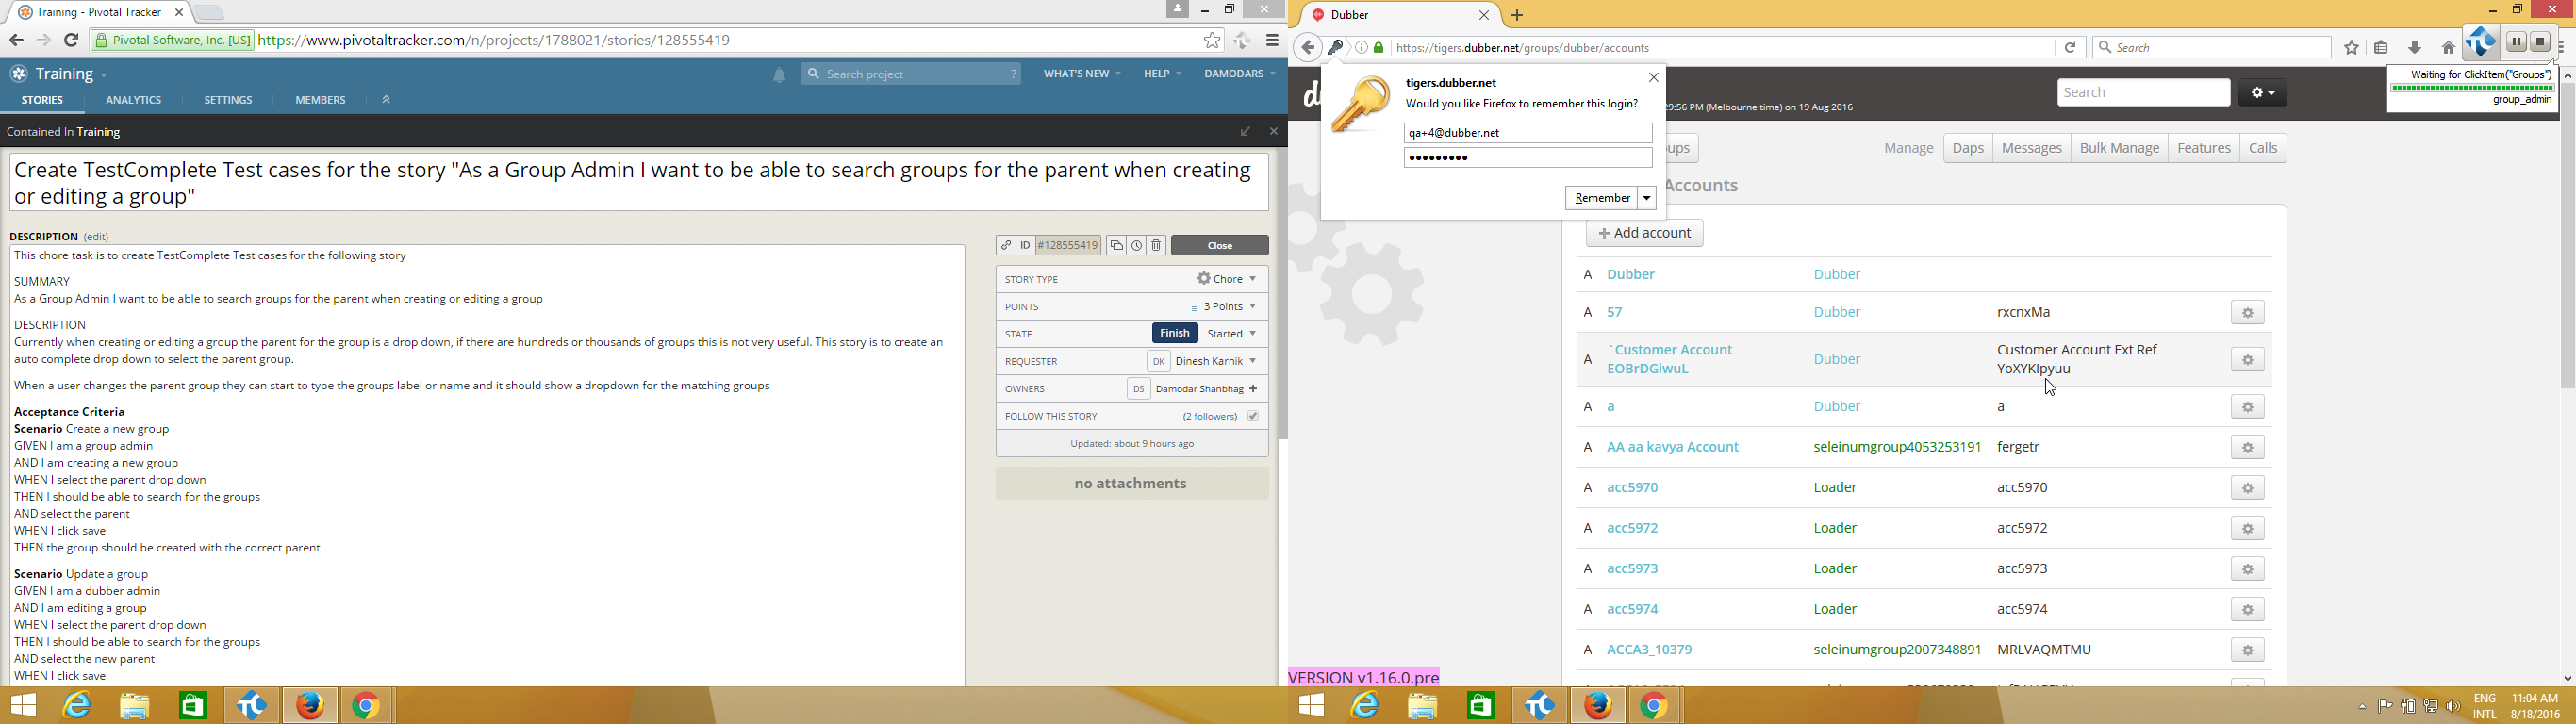 Training - Pivotal Tracker
Pivotal Software, Inc. [US] https://www.pivotaltracker.com/n/projects/1788021/stories/128555419
Training
Search project ?
WHAT'S NEW
HELP
DAMODARS
STORIES
ANALYTICS
SETTINGS
MEMBERS
Contained In Training
Create TestComplete Test cases for the story "As a Group Admin I want to be able to search groups for the parent when creating
or editing a group"
DESCRIPTION (edit)
This chore task is to create TestComplete Test cases for the following story
SUMMARY
As a Group Admin I want to be able to search groups for the parent when creating or editing a group
DESCRIPTION
Currently when creating or editing a group the parent for the group is a drop down, if there are hundreds or thousands of groups this is not very useful. This story is to create an
auto complete drop down to select the parent group.
When a user changes the parent group they can start to type the groups label or name and it should show a dropdown for the matching groups
Acceptance Criteria
Scenario Create a new group
GIVEN I am a group admin
AND I am creating a new group
WHEN I select the parent drop down
THEN I should be able to search for the groups
AND select the parent
WHEN I click save
THEN the group should be created with the correct parent
Scenario Update a group
GIVEN I am a dubber admin
AND I am editing a group
WHEN I select the parent drop down
THEN I should be able to search for the groups
AND select the new parent
WHEN I click save
ID #128555419
Close
STORY TYPE Chore
POINTS 3 Points
STATE Finish Started
REQUESTER DK Dinesh Karnik
OWNERS DS Damodar Shanbhag +
FOLLOW THIS STORY (2 followers)
Updated: about 9 hours ago
no attachments
Dubber
https://tigers.dubber.net/groups/dubber/accounts
Search
Waiting for ClickItem("Groups")
group_admin
tigers.dubber.net
Would you like Firefox to remember this login?
qa+4@dubber.net
Remember
29:56 PM (Melbourne time) on 19 Aug 2016
Search
ups
Manage
Daps
Messages
Bulk Manage
Features
Calls
Accounts
+ Add account
A Dubber Dubber
A 57 Dubber rxcnxMa
A `Customer Account EOBrDGiwuL Dubber Customer Account Ext Ref YoXYKIpyuu
A a Dubber a
A AA aa kavya Account seleinumgroup4053253191 fergetr
A acc5970 Loader acc5970
A acc5972 Loader acc5972
A acc5973 Loader acc5973
A acc5974 Loader acc5974
A ACCA3_10379 seleinumgroup2007348891 MRLVAQMTMU
VERSION v1.16.0.pre
ENG
INTL
11:04 AM
8/18/2016